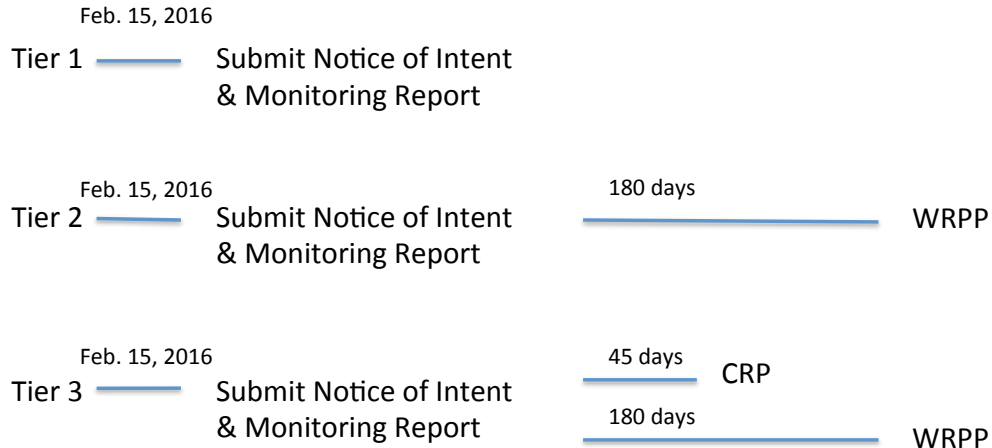 Feb. 15, 2016
Tier 1 Submit Notice of Intent
& Monitoring Report
Feb. 15, 2016 180 days
Tier 2 Submit Notice of Intent WRPP
& Monitoring Report
Feb. 15, 2016 45 days
Tier 3 Submit Notice of Intent CRP
& Monitoring Report 180 days
WRPP